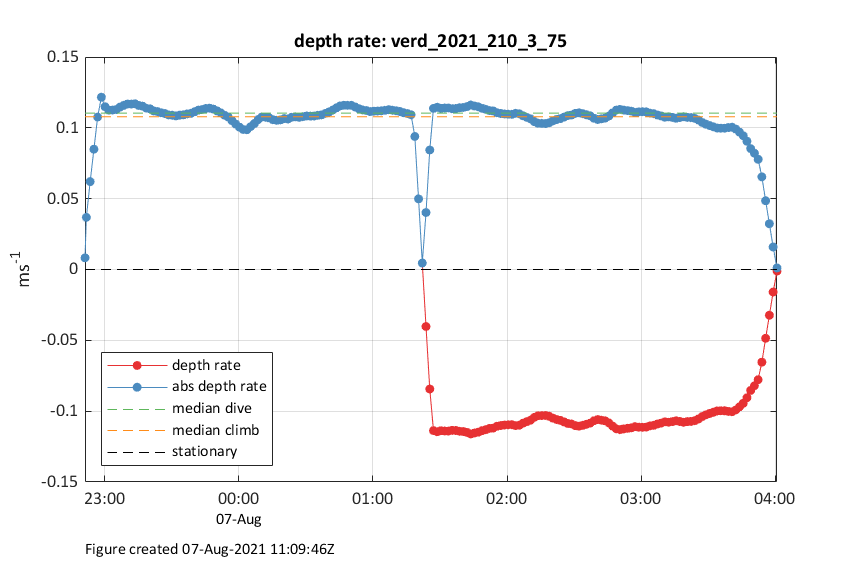 depth rate: verd_2021_210_3_75
0.15
0.1
0.05
0
-0.05
-0.1
-0.15
ms-1
depth rate
abs depth rate
median dive
median climb
stationary
23:00 00:00 01:00 02:00 03:00 04:00
07-Aug
Figure created 07-Aug-2021 11:09:46Z